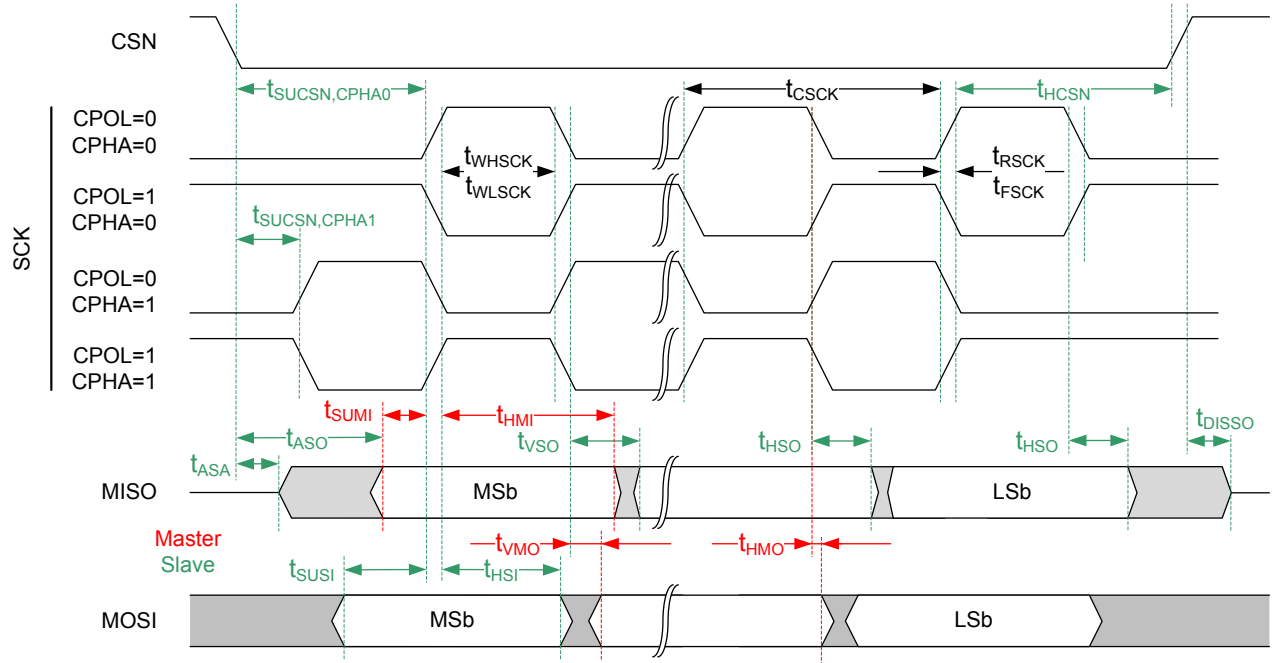 CSN
tSUCSN,CPHA0
tCSCK
tHCSN
SCK
CPOL=0
CPHA=0
tWHSCK
tWLSCK
tRSCK
tFSCK
CPOL=1
CPHA=0
tSUCSN,CPHA1
CPOL=0
CPHA=1
CPOL=1
CPHA=1
tSUMI
tHMI
tASO
tVSO
tHSO
tHSO
tDISSO
tASA
MISO
MSb
LSb
Master
Slave
tVMO
tHMO
tSUSI
tHSI
MOSI
MSb
LSb